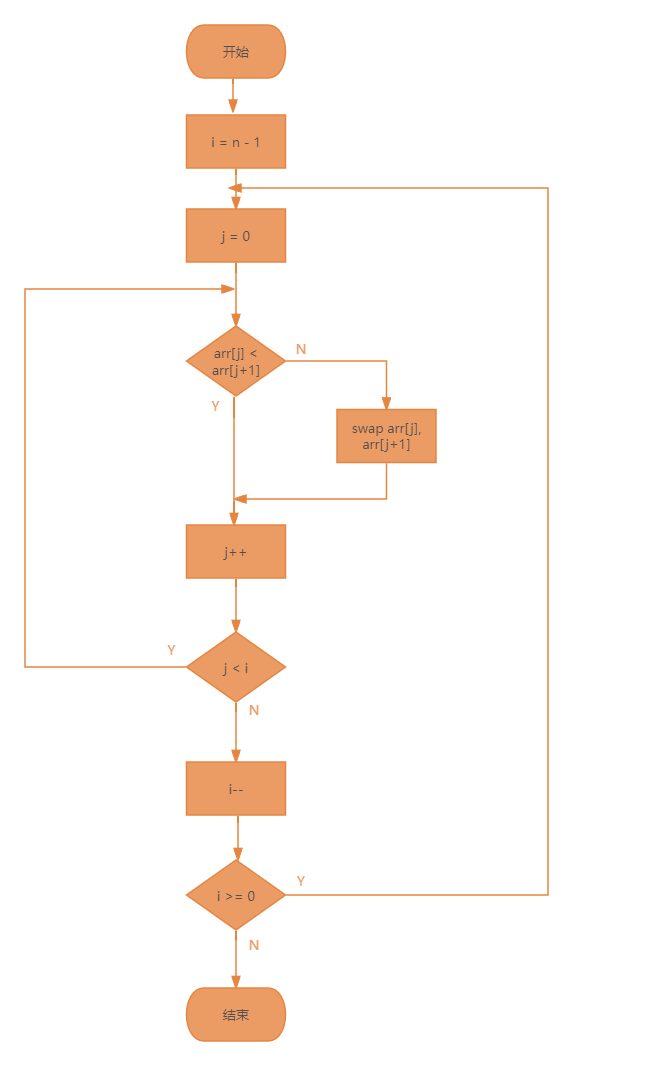 开始
i = n - 1
j = 0
arr[j] <
arr[j+1]
N
Y
swap arr[j],
arr[j+1]
j++
Y
j < i
N
i--
Y
i >= 0
N
结束